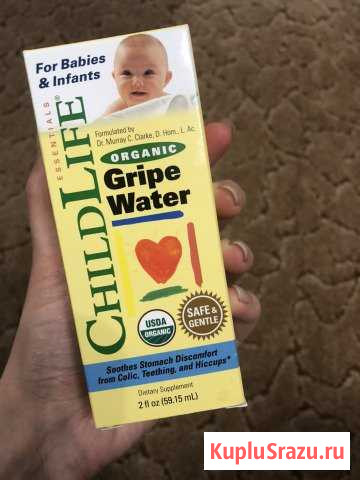 For Babies
& Infants
ESSENTIALS®
CHILDLIFE
Formulated by
Dr. Murray C. Clarke, D. Hom., L. Ac.
ORGANIC
Gripe
Water
USDA
ORGANIC
SAFE &
GENTLE
Soothes Stomach Discomfort
from Colic, Teething, and Hiccups*
Dietary Supplement
2 fl oz (59.15 mL)
KupluSrazu.ru